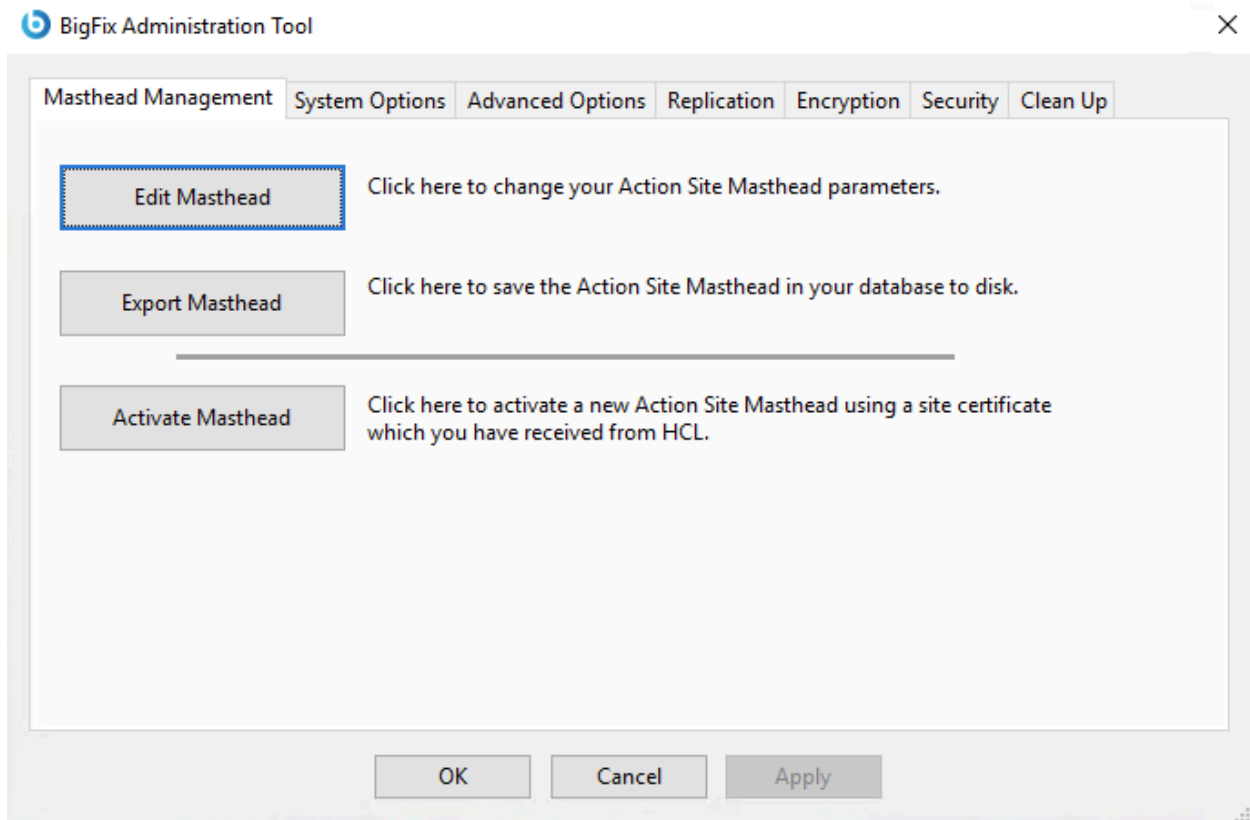 BigFix Administration Tool
Masthead Management System Options Advanced Options Replication Encryption Security Clean Up
Edit Masthead
Click here to change your Action Site Masthead parameters.
Export Masthead
Click here to save the Action Site Masthead in your database to disk.
Activate Masthead
Click here to activate a new Action Site Masthead using a site certificate
which you have received from HCL.
OK Cancel Apply